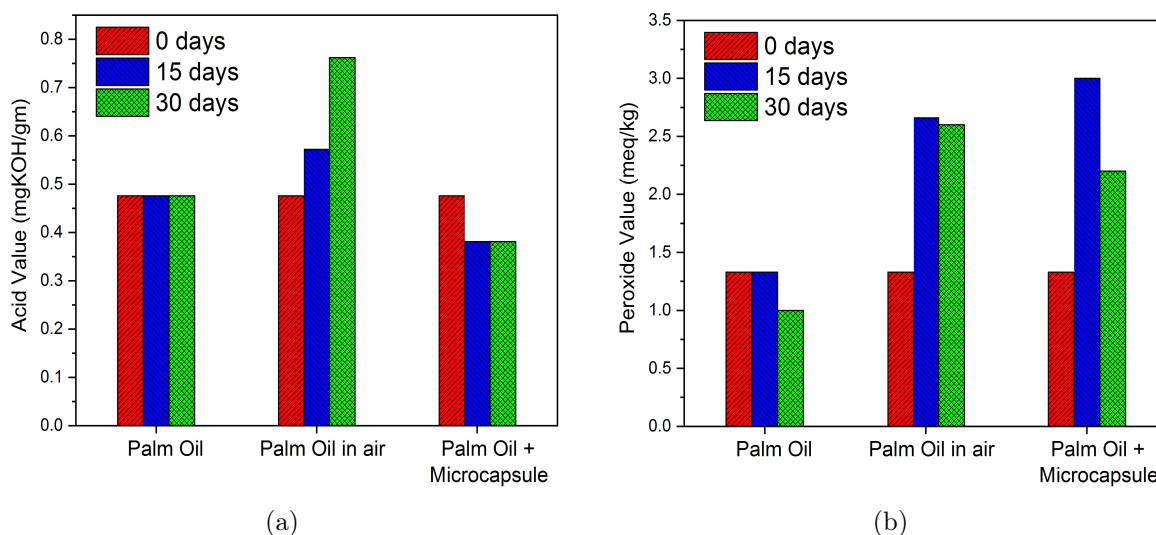 0.8
0.7
0.6
0.5
0.4
0.3
0.2
0.1
0.0
Acid Value (mgKOH/gm)
0 days
15 days
30 days
Palm Oil
Palm Oil in air
Palm Oil +
Microcapsule
(a)
3.5
3.0
2.5
2.0
1.5
1.0
0.5
0.0
Peroxide Value (meq/kg)
0 days
15 days
30 days
Palm Oil
Palm Oil in air
Palm Oil +
Microcapsule
(b)